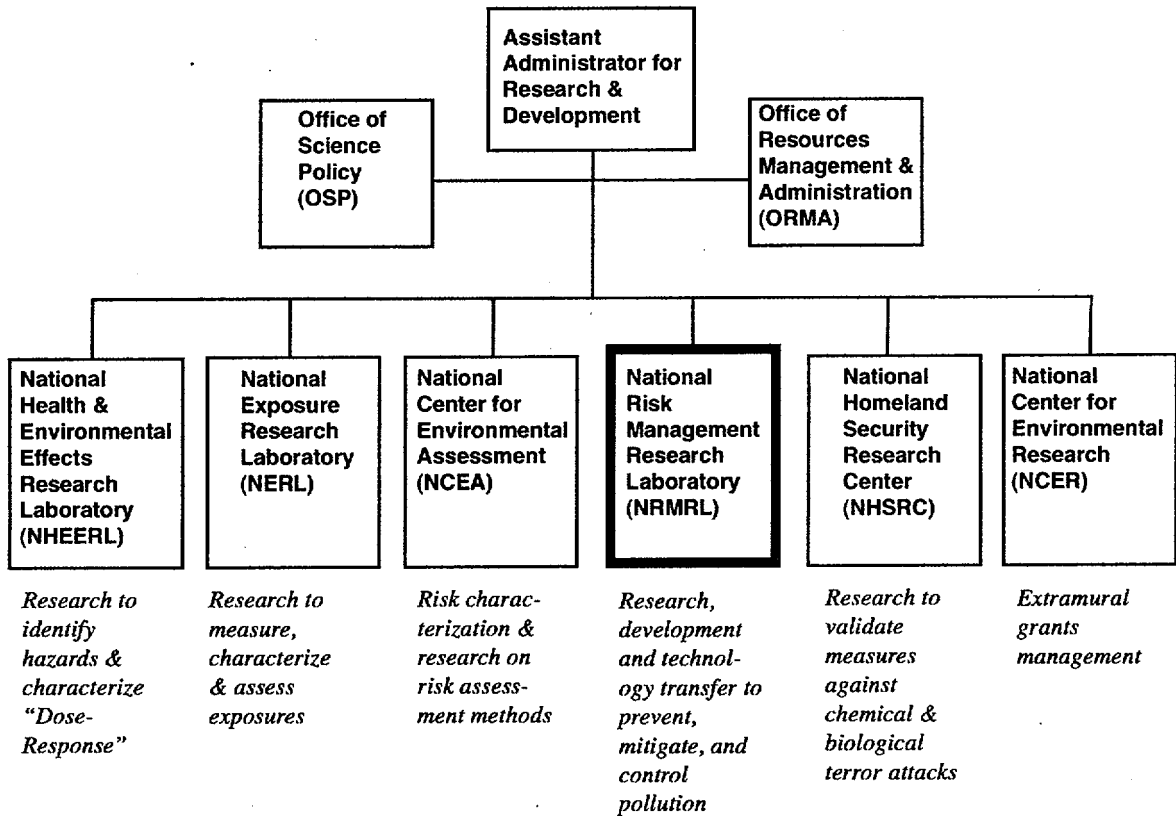 Assistant
Administrator for
Research &
Development
Office of
Science
Policy
(OSP)
Office of
Resources
Management &
Administration
(ORMA)
National
Health &
Environmental
Effects
Research
Laboratory
(NHEERL)
National
Exposure
Research
Laboratory
(NERL)
National
Center for
Environmental
Assessment
(NCEA)
National
Risk
Management
Research
Laboratory
(NRMRL)
National
Homeland
Security
Research
Center
(NHSRC)
National
Center for
Environmental
Research
(NCER)
Research to
identify
hazards &
characterize
“Dose-
Response”
Research to
measure,
characterize
& assess
exposures
Risk charac-
terization &
research on
risk assess-
ment methods
Research,
development
and technol-
ogy transfer to
prevent,
mitigate, and
control
pollution
Research to
validate
measures
against
chemical &
biological
terror attacks
Extramural
grants
management